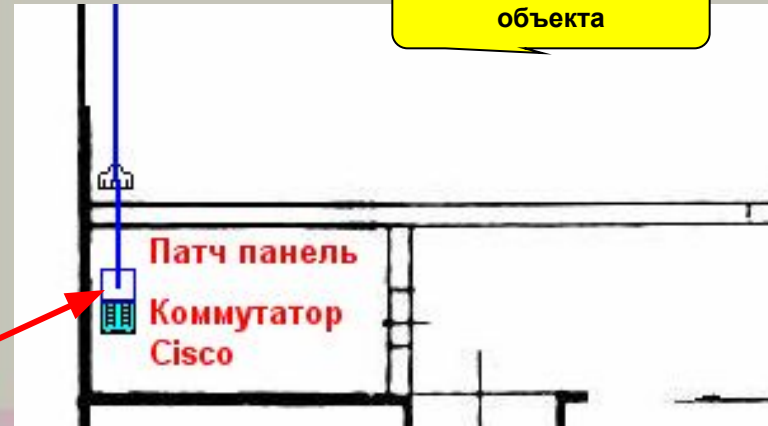 объекта
Патч панель
Коммутатор
Cisco